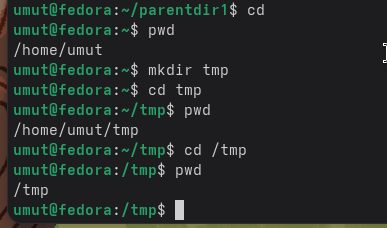 umut@fedora:~/parentdir1$ cd
umut@fedora:~$ pwd
/home/umut
umut@fedora:~$ mkdir tmp
umut@fedora:~$ cd tmp
umut@fedora:~/tmp$ pwd
/home/umut/tmp
umut@fedora:~/tmp$ cd /tmp
umut@fedora:/tmp$ pwd
/tmp
umut@fedora:/tmp$